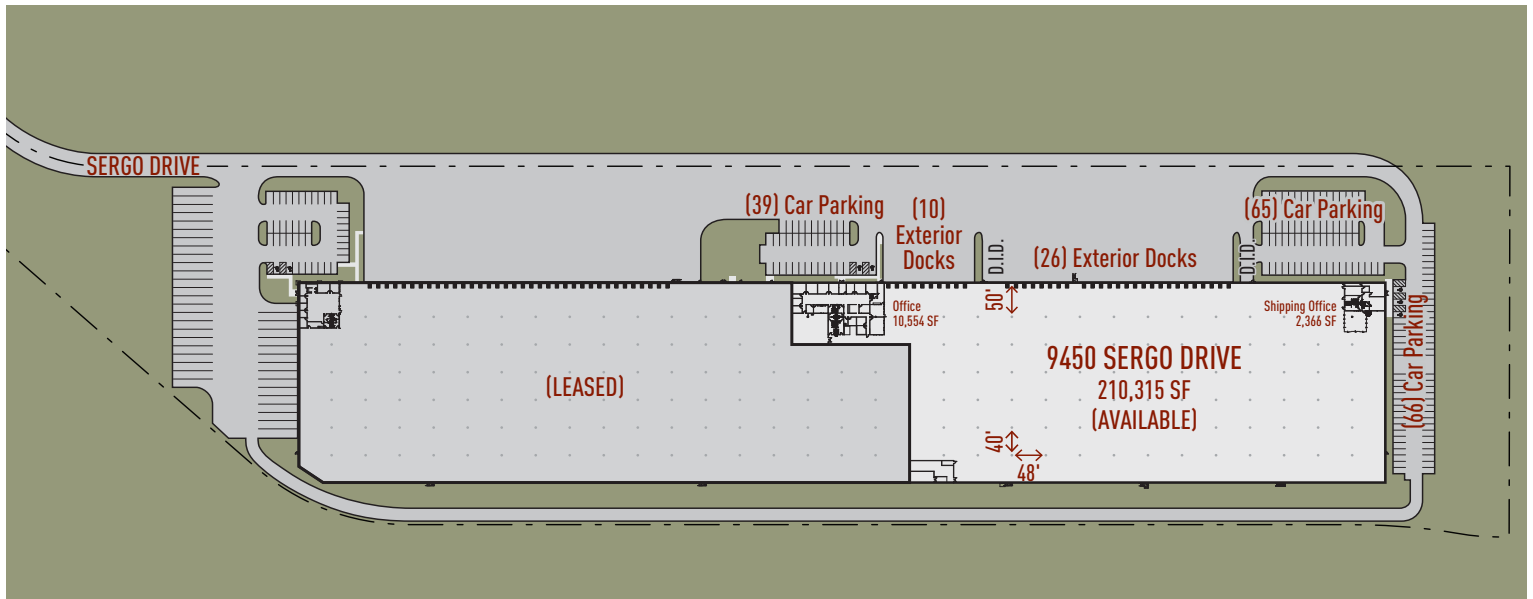 SERGO DRIVE
(39) Car Parking
(10)
Exterior
Docks
D.I.D.
(26) Exterior Docks
D.I.D.
(65) Car Parking
Office
10,554 SF
50'
Shipping Office
2,366 SF
(LEASED)
9450 SERGO DRIVE
210,315 SF
(AVAILABLE)
(66) Car Parking
40'
48'